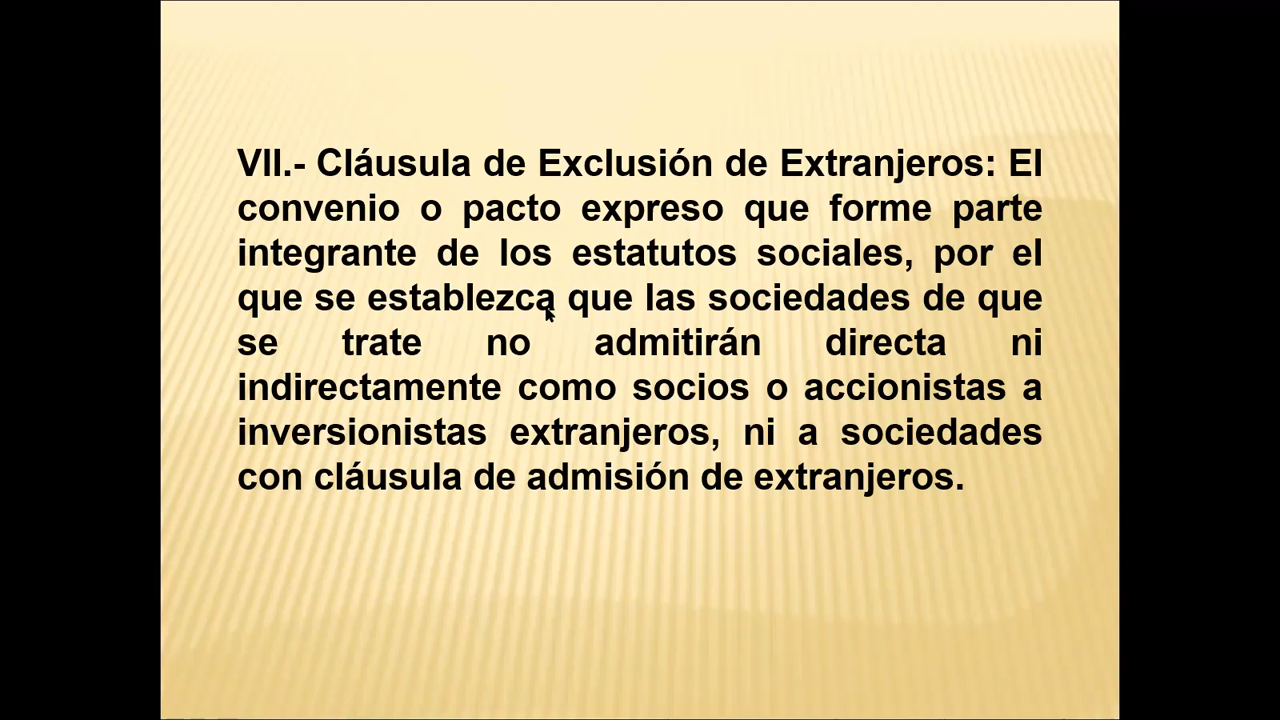 VII.- Cláusula de Exclusión de Extranjeros: El
convenio o pacto expreso que forme parte
integrante de los estatutos sociales, por el
que se establezca que las sociedades de que
se trate no admitirán directa ni
indirectamente como socios o accionistas a
inversionistas extranjeros, ni a sociedades
con cláusula de admisión de extranjeros.